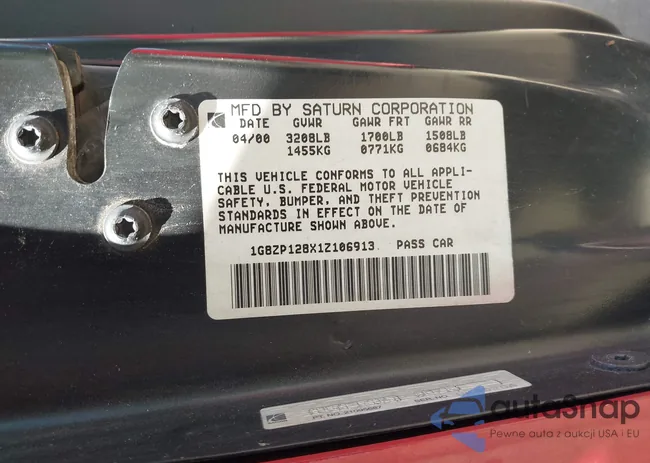 MFD BY SATURN CORPORATION
DATE GVWR GAWR FRT GAWR RR
04/00 3208LB 1700LB 1508LB
1455KG 0771KG 0684KG
THIS VEHICLE CONFORMS TO ALL APPLI-
CABLE U.S. FEDERAL MOTOR VEHICLE
SAFETY, BUMPER, AND THEFT PREVENTION
STANDARDS IN EFFECT ON THE DATE OF
MANUFACTURE SHOWN ABOVE.
1G8ZP128X1Z106913 PASS CAR
autoSnap
Pewne auta z aukcji USA i EU